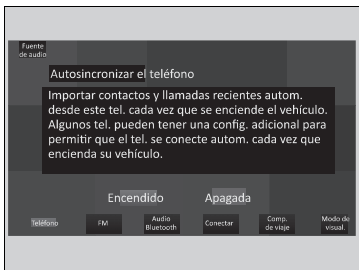 Fuente
de audio
Autosincronizar el teléfono
Importar contactos y llamadas recientes autom.
desde este tel. cada vez que se enciende el vehículo.
Algunos tel. pueden tener una config. adicional para
permitir que el tel. se conecte autom. cada vez que
encienda su vehículo.
Encendido Apagada
Teléfono FM Audio Bluetooth Conectar Comp. de viaje Modo de visual.